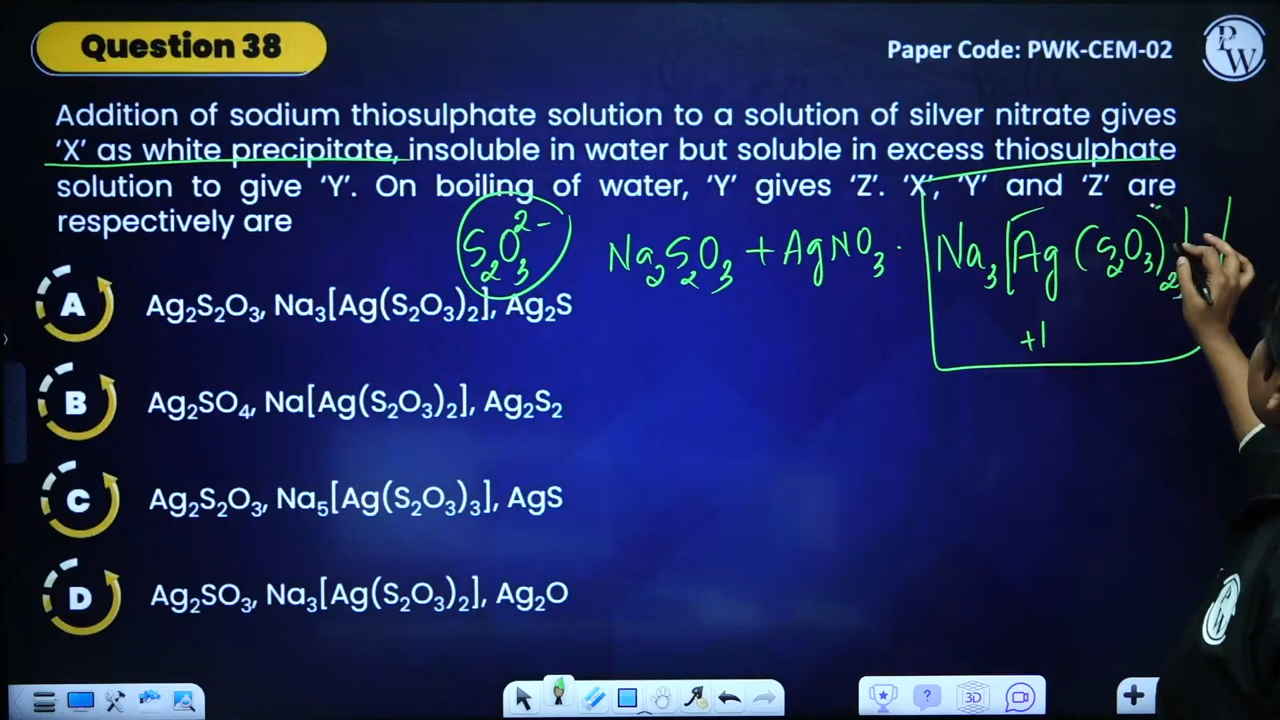 Question 38
Paper Code: PWK-CEM-02
PW
Addition of sodium thiosulphate solution to a solution of silver nitrate gives
‘X’ as white precipitate, insoluble in water but soluble in excess thiosulphate
solution to give ‘Y’. On boiling of water, ‘Y’ gives ‘Z’. ‘X’, ‘Y’ and ‘Z’ are
respectively are
S₂O₃²⁻
Na₂S₂O₃ + AgNO₃
Na₃[Ag(S₂O₃)₂
+1
A Ag₂S₂O₃, Na₃[Ag(S₂O₃)₂], Ag₂S
B Ag₂SO₄, Na[Ag(S₂O₃)₂], Ag₂S₂
C Ag₂S₂O₃, Na₅[Ag(S₂O₃)₃], AgS
D Ag₂SO₃, Na₃[Ag(S₂O₃)₂], Ag₂O
3D